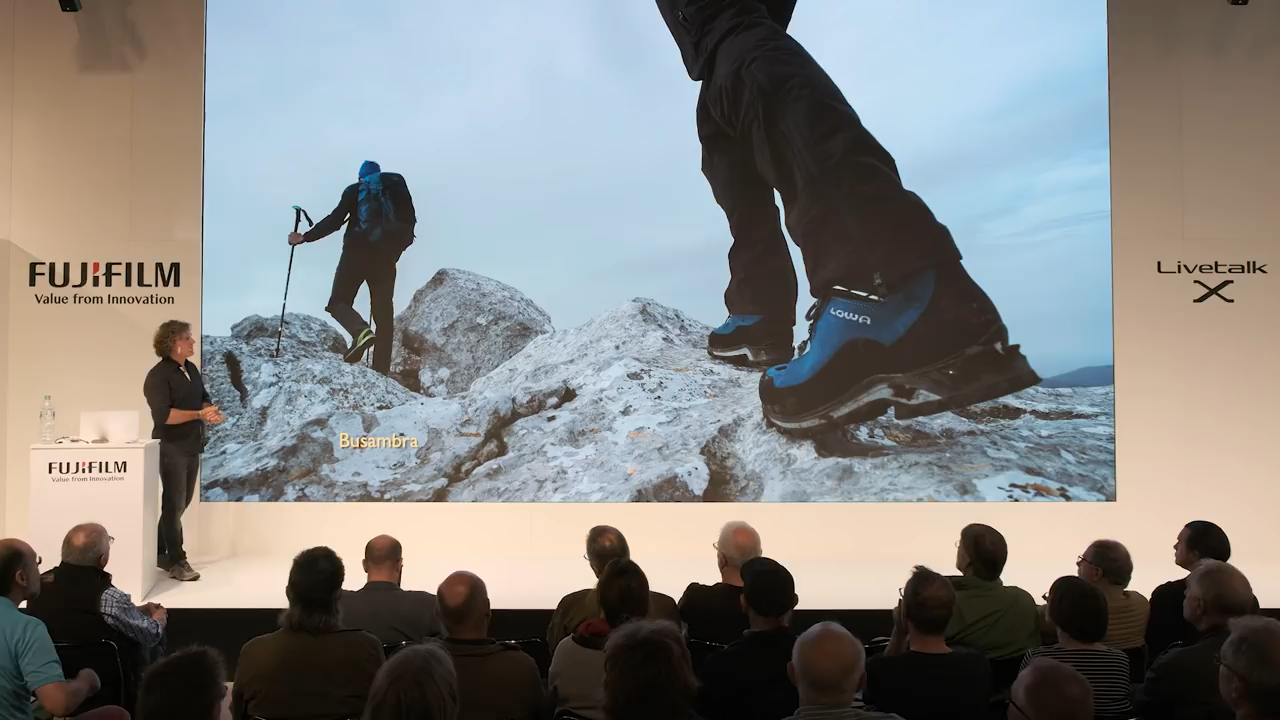 FUJIFILM
Value from Innovation
Livetalk
X
LOWA
Busambra
FUJIFILM
Value from Innovation